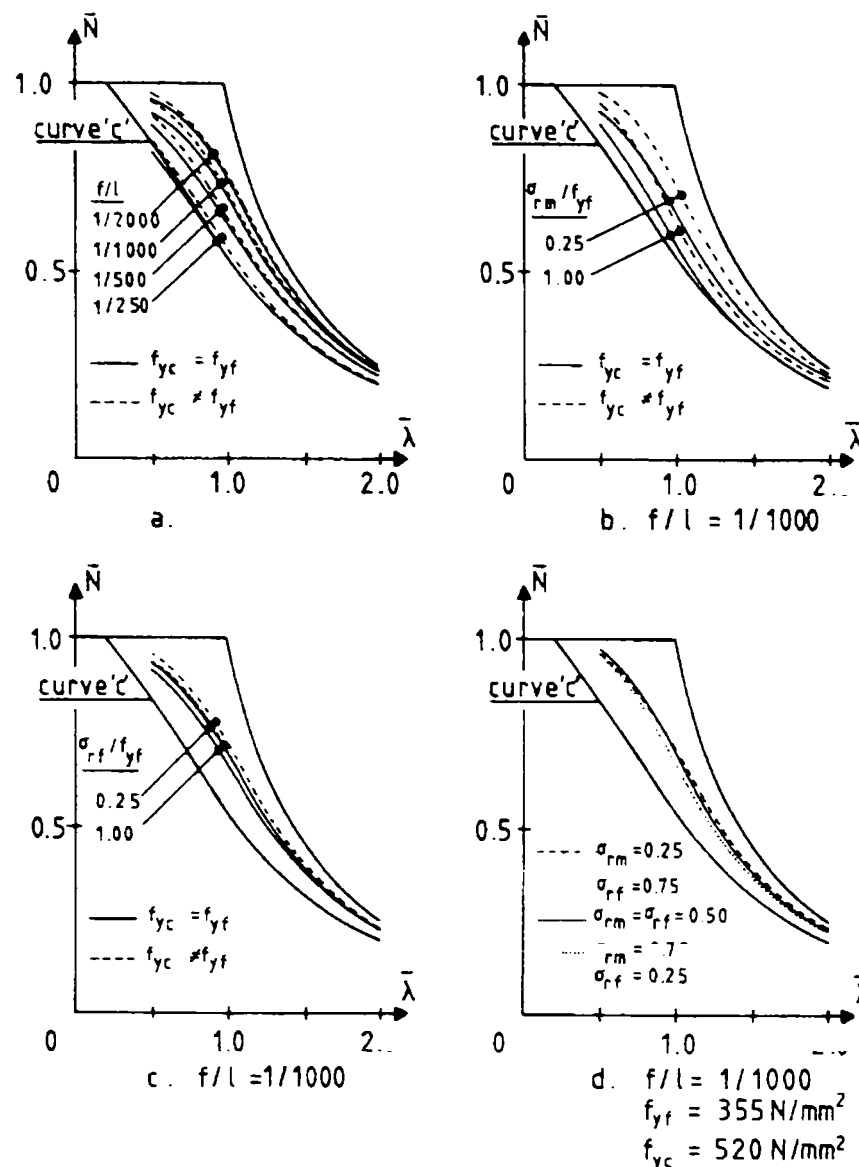 N̄
1.0
curve'c'
f/l
1/2000
1/1000
0.5
1/500
1/250
f_yc = f_yf
f_yc ≠ f_yf
λ̄
0
1.0
2.0
a.
N̄
1.0
curve'c'
σ_rm/f_yf
0.25
0.5
1.00
f_yc = f_yf
f_yc ≠ f_yf
λ̄
0
1.0
b. f/l = 1/1000
N̄
1.0
curve'c'
σ_rf/f_yf
0.25
0.5
1.00
f_yc = f_yf
f_yc ≠ f_yf
λ̄
0
1.0
c. f/l =1/1000
N̄
1.0
curve'c'
0.5
σ_rm =0.25
σ_rf =0.75
σ_rm =σ_rf =0.50
σ_rf =0.25
0
1.0
d. f/l = 1/1000
f_yf = 355 N/mm²
f_yc = 520 N/mm²